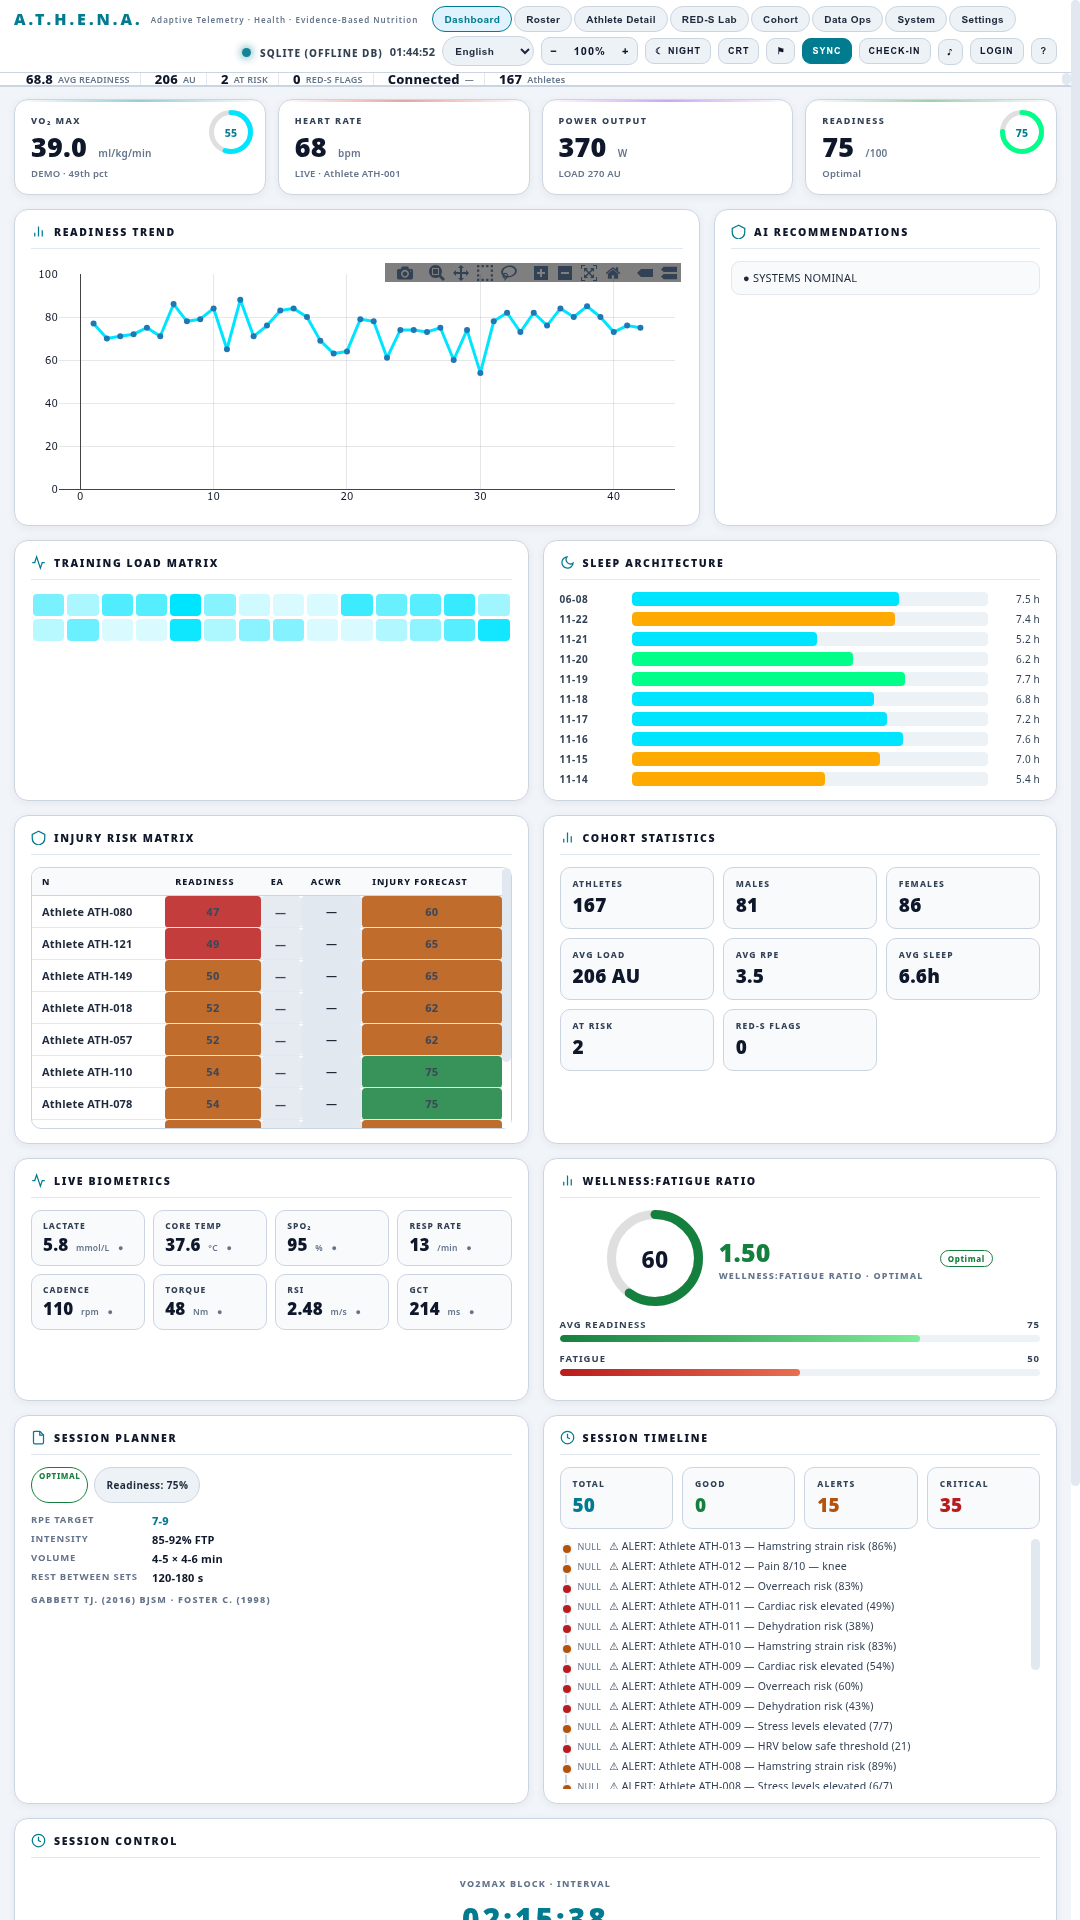 A.T.H.E.N.A. Adaptive Telemetry · Health · Evidence-Based Nutrition Dashboard Roster Athlete Detail RED-S Lab Cohort Data Ops System Settings
SQLITE (OFFLINE DB) 01:44:52 English − 100% + ☾ NIGHT CRT ⚑ SYNC CHECK-IN ♪ LOGIN ?
68.8 AVG READINESS 206 AU 2 AT RISK 0 RED-S FLAGS Connected — 167 Athletes
VO₂ MAX
39.0 ml/kg/min
55
DEMO · 49th pct
HEART RATE
68 bpm
LIVE · Athlete ATH-001
POWER OUTPUT
370 W
LOAD 270 AU
READINESS
75 /100
75
Optimal
READINESS TREND
100
80
60
40
20
0
0 10 20 30 40
AI RECOMMENDATIONS
● SYSTEMS NOMINAL
TRAINING LOAD MATRIX
SLEEP ARCHITECTURE
06-08 7.5 h
11-22 7.4 h
11-21 5.2 h
11-20 6.2 h
11-19 7.7 h
11-18 6.8 h
11-17 7.2 h
11-16 7.6 h
11-15 7.0 h
11-14 5.4 h
INJURY RISK MATRIX
N READINESS EA ACWR INJURY FORECAST
Athlete ATH-080 47 — — 60
Athlete ATH-121 49 — — 65
Athlete ATH-149 50 — — 65
Athlete ATH-018 52 — — 62
Athlete ATH-057 52 — — 62
Athlete ATH-110 54 — — 75
Athlete ATH-078 54 — — 75
COHORT STATISTICS
ATHLETES MALES FEMALES
167 81 86
AVG LOAD AVG RPE AVG SLEEP
206 AU 3.5 6.6h
AT RISK RED-S FLAGS
2 0
LIVE BIOMETRICS
LACTATE CORE TEMP SPO₂ RESP RATE
5.8 mmol/L ● 37.6 °C ● 95 % ● 13 /min ●
CADENCE TORQUE RSI GCT
110 rpm ● 48 Nm ● 2.48 m/s ● 214 ms ●
WELLNESS:FATIGUE RATIO
60
1.50
WELLNESS:FATIGUE RATIO · OPTIMAL
Optimal
AVG READINESS 75
FATIGUE 50
SESSION PLANNER
OPTIMAL Readiness: 75%
RPE TARGET 7-9
INTENSITY 85-92% FTP
VOLUME 4-5 × 4-6 min
REST BETWEEN SETS 120-180 s
GABBETT TJ. (2016) BJSM · FOSTER C. (1998)
SESSION TIMELINE
TOTAL GOOD ALERTS CRITICAL
50 0 15 35
NULL ⚠ ALERT: Athlete ATH-013 — Hamstring strain risk (86%)
NULL ⚠ ALERT: Athlete ATH-012 — Pain 8/10 — knee
NULL ⚠ ALERT: Athlete ATH-012 — Overreach risk (83%)
NULL ⚠ ALERT: Athlete ATH-011 — Cardiac risk elevated (49%)
NULL ⚠ ALERT: Athlete ATH-011 — Dehydration risk (38%)
NULL ⚠ ALERT: Athlete ATH-010 — Hamstring strain risk (83%)
NULL ⚠ ALERT: Athlete ATH-009 — Cardiac risk elevated (54%)
NULL ⚠ ALERT: Athlete ATH-009 — Overreach risk (60%)
NULL ⚠ ALERT: Athlete ATH-009 — Dehydration risk (43%)
NULL ⚠ ALERT: Athlete ATH-009 — Stress levels elevated (7/7)
NULL ⚠ ALERT: Athlete ATH-009 — HRV below safe threshold (21)
NULL ⚠ ALERT: Athlete ATH-008 — Hamstring strain risk (89%)
NULL ⚠ ALERT: Athlete ATH-008 — Stress levels elevated (6/7)
SESSION CONTROL
VO2MAX BLOCK · INTERVAL
02:15:38